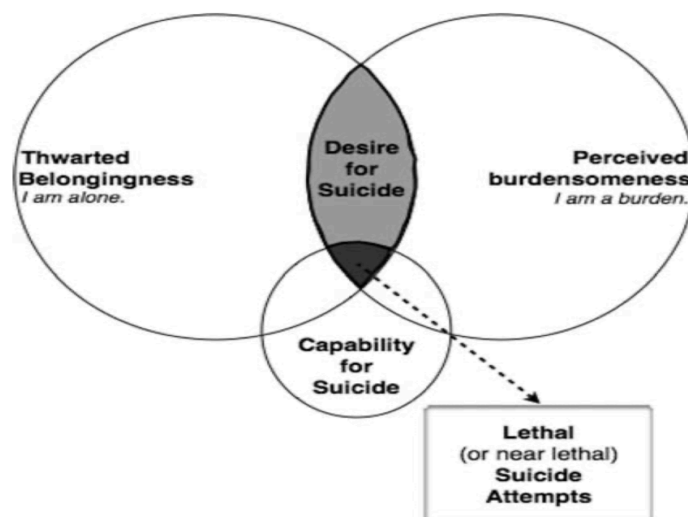 Thwarted
Belongingness
I am alone.
Desire
for
Suicide
Perceived
burdensomeness
I am a burden.
Capability
for
Suicide
Lethal
(or near lethal)
Suicide
Attempts